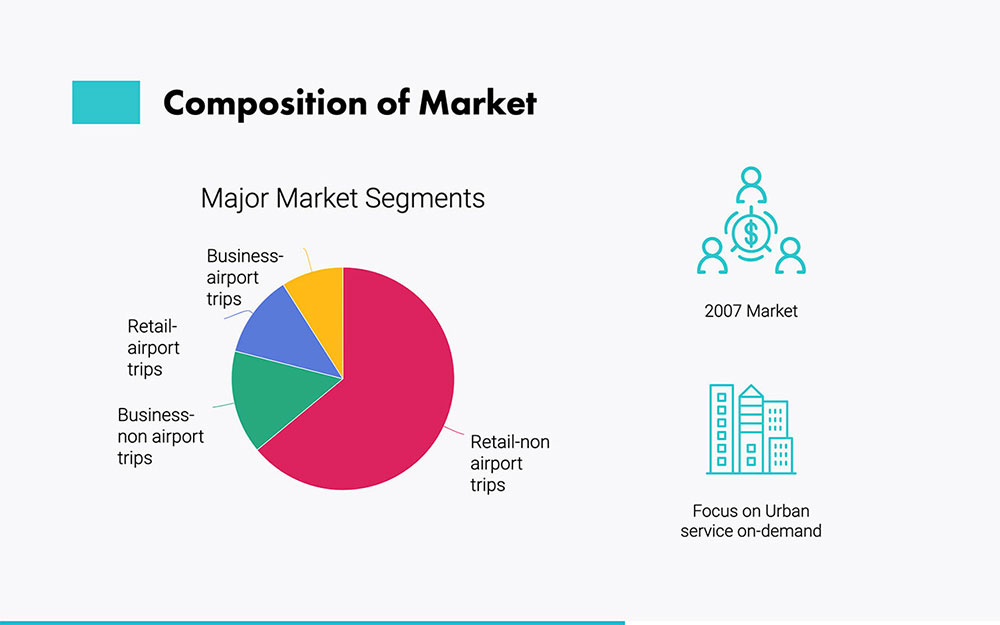 Composition of Market
Major Market Segments
Business-
airport
trips
Retail-
airport
trips
Business-
non airport
trips
Retail-non
airport
trips
$
2007 Market
Focus on Urban
service on-demand